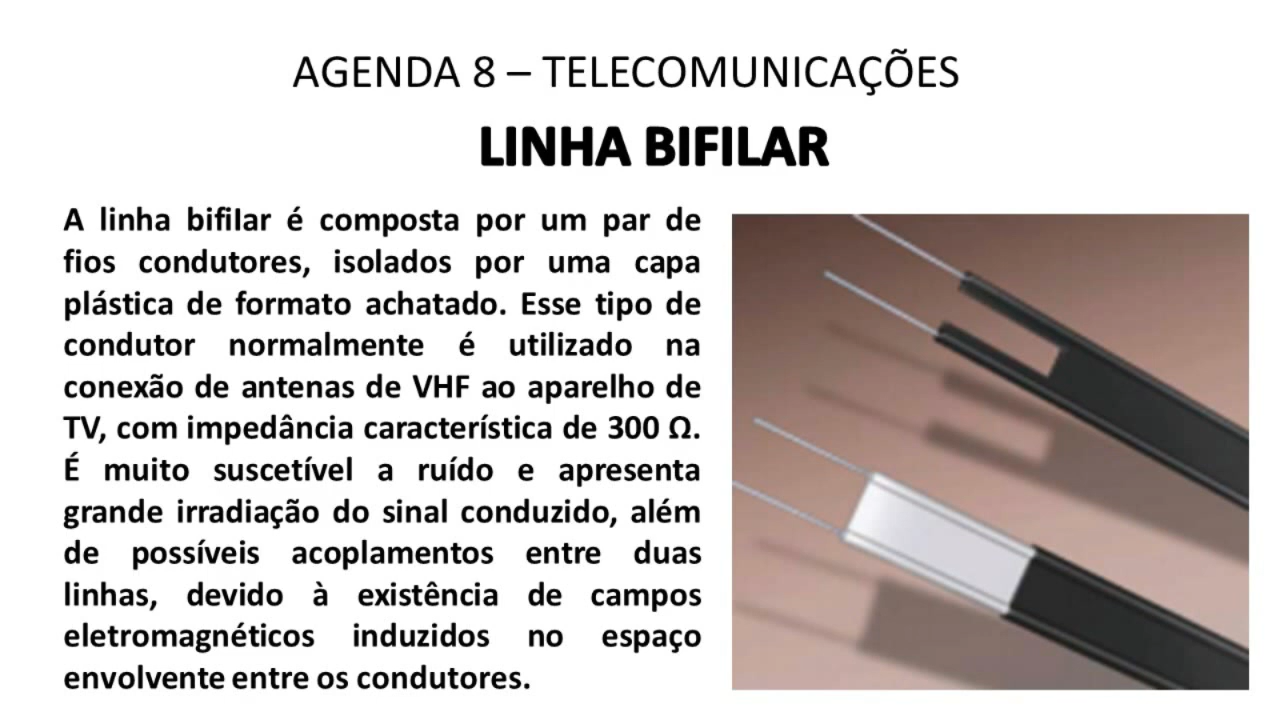 AGENDA 8 – TELECOMUNICAÇÕES
LINHA BIFILAR
A linha bifilar é composta por um par de
fios condutores, isolados por uma capa
plástica de formato achatado. Esse tipo de
condutor normalmente é utilizado na
conexão de antenas de VHF ao aparelho de
TV, com impedância característica de 300 Ω.
É muito suscetível a ruído e apresenta
grande irradiação do sinal conduzido, além
de possíveis acoplamentos entre duas
linhas, devido à existência de campos
eletromagnéticos induzidos no espaço
envolvente entre os condutores.